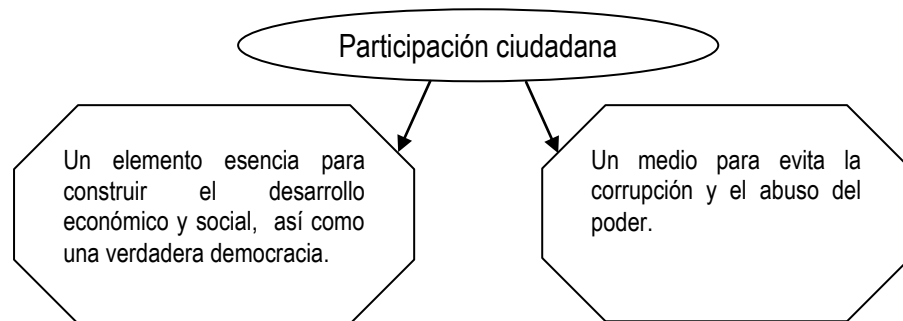 Participación ciudadana
Un elemento esencia para
construir el desarrollo
económico y social, así como
una verdadera democracia.
Un medio para evita la
corrupción y el abuso del
poder.